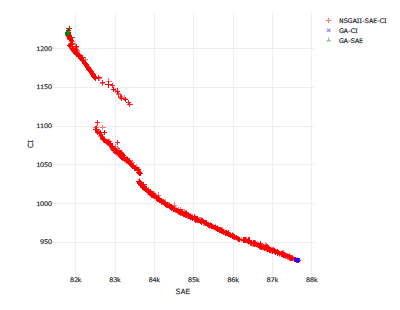 NSGAII-SAE-CI
GA-CI
GA-SAE
1200
1150
1100
1050
1000
950
CI
82k 83k 84k 85k 86k 87k 88k
SAE